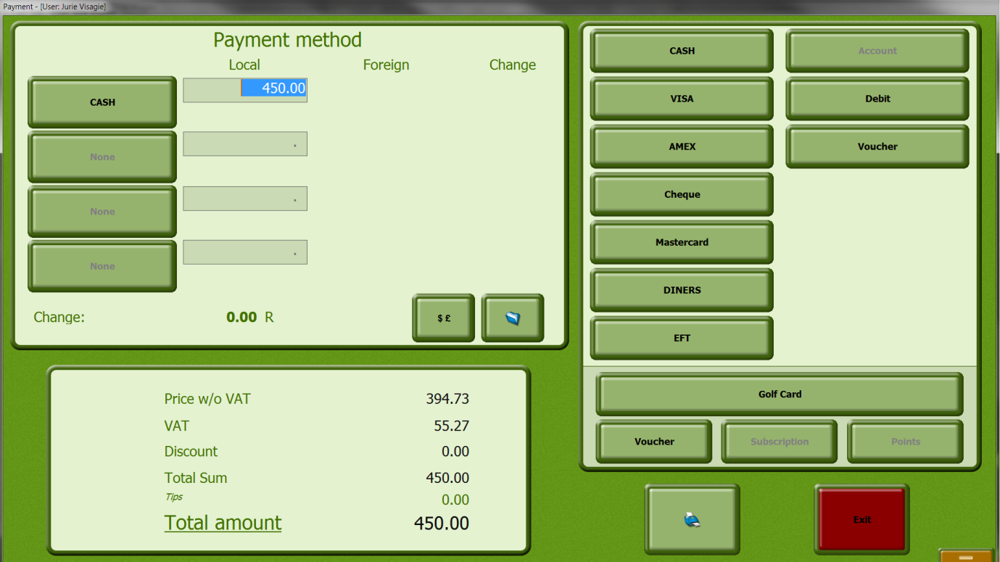 Payment - [User: Jurie Visagie]
Payment method
Local Foreign Change
CASH 450.00
None .
None .
None .
Change: 0.00 R
$ £
Price w/o VAT 394.73
VAT 55.27
Discount 0.00
Total Sum 450.00
Tips 0.00
Total amount 450.00
CASH Account
VISA Debit
AMEX Voucher
Cheque
Mastercard
DINERS
EFT
Golf Card
Voucher Subscription Points
Exit